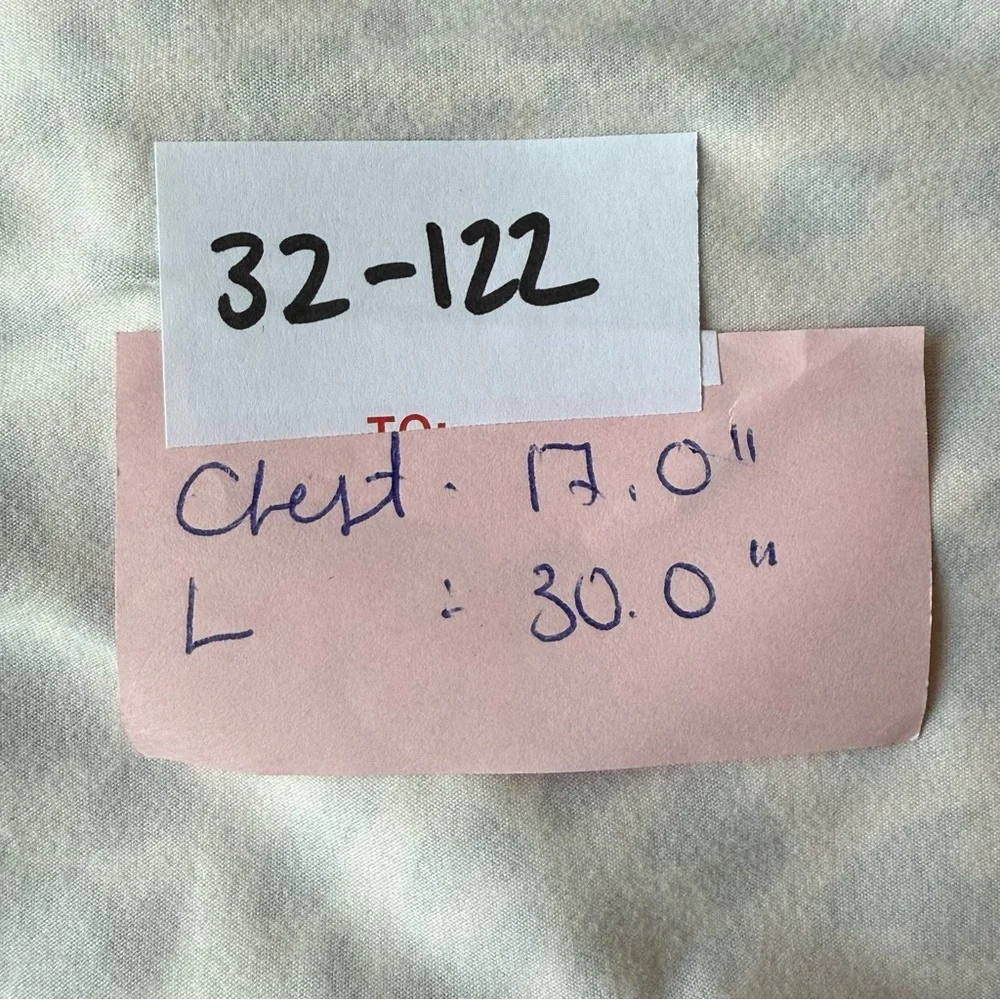 32-122
TO:
Chest. 17.0"
L : 30.0"